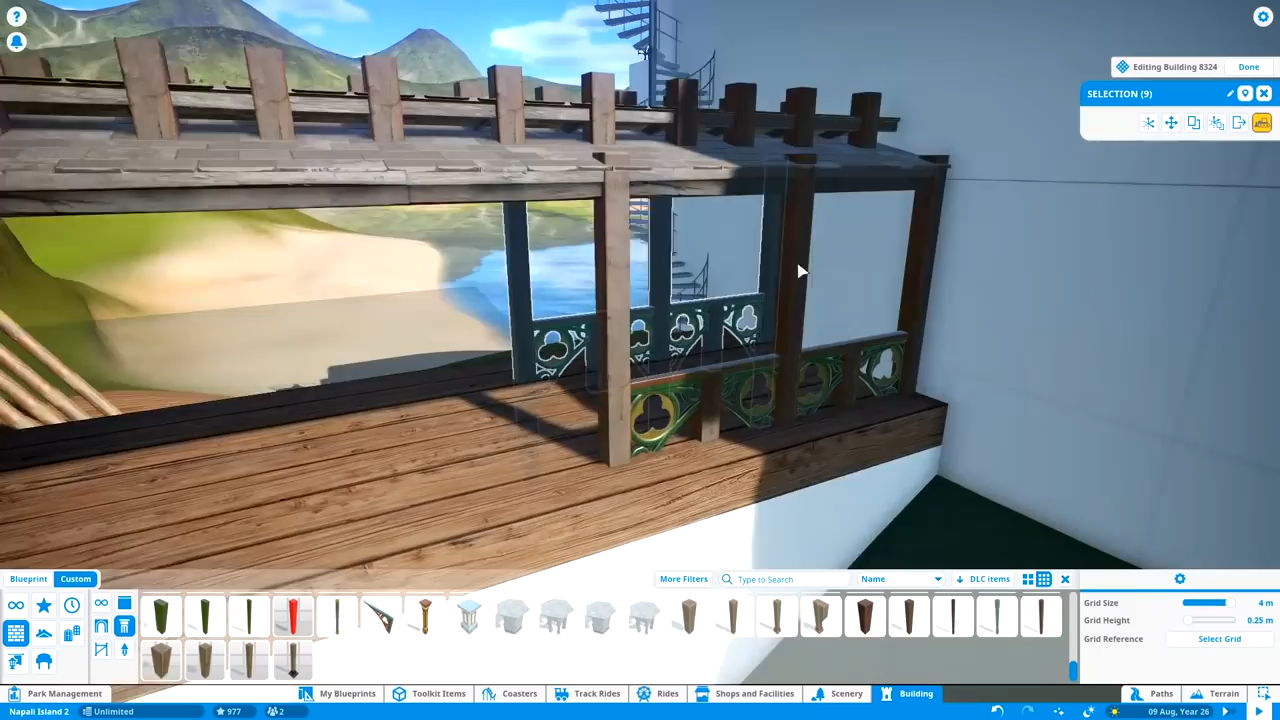 ?
Editing Building 8324 Done
SELECTION (9)
Blueprint Custom
More Filters Type to Search Name DLC items
Grid Size 4 m
Grid Height 0.25 m
Grid Reference Select Grid
Park Management My Blueprints Toolkit Items Coasters Track Rides Rides Shops and Facilities Scenery Building Paths Terrain
Napali Island 2 Unlimited 977 2 09 Aug, Year 26